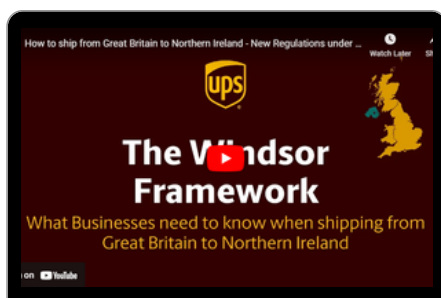 How to ship from Great Britain to Northern Ireland - New Regulations under ...
Watch Later
ups
The Windsor
Framework
What Businesses need to know when shipping from
Great Britain to Northern Ireland
on YouTube